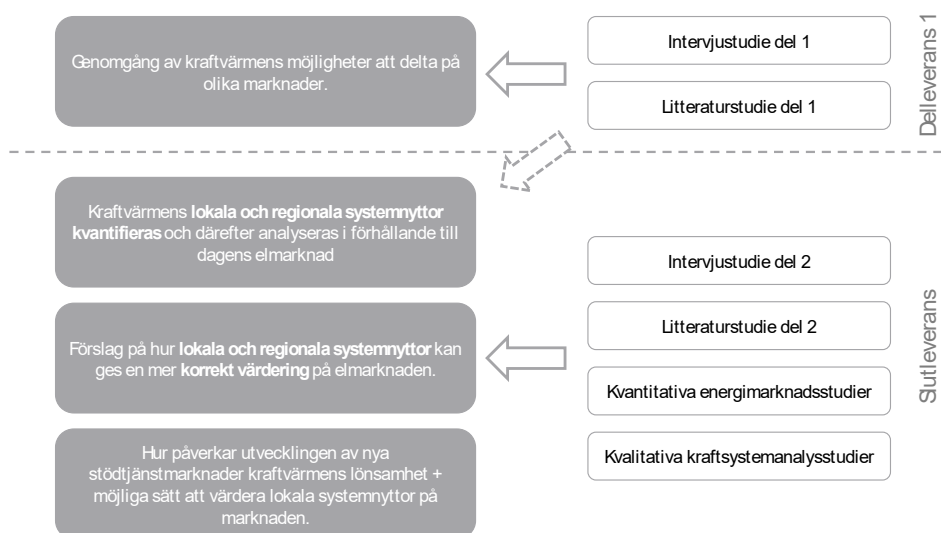 Genomgång av kraftvärmens möjligheter att delta på
olika marknader.
Intervjustudie del 1
Litteraturstudie del 1
Delleverans 1
Kraftvärmens lokala och regionala systemnyttor
kvantifieras och därefter analyseras i förhållande till
dagens elmarknad
Förslag på hur lokala och regionala systemnyttor kan
ges en mer korrekt värdering på elmarknaden.
Hur påverkar utvecklingen av nya
stödtjänstmarknader kraftvärmens lönsamhet +
möjliga sätt att värdera lokala systemnyttor på
marknaden.
Intervjustudie del 2
Litteraturstudie del 2
Kvantitativa energimarknadsstudier
Kvalitativa kraftsystemanalysstudier
Slutleverans